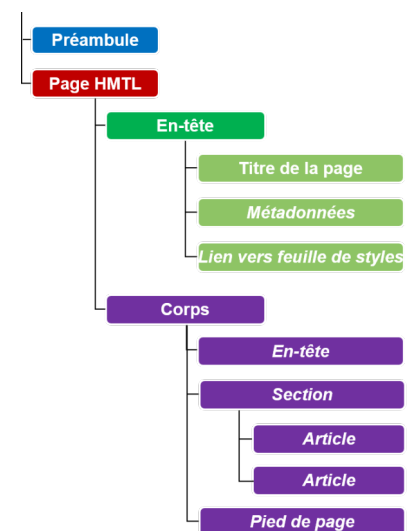 Préambule
Page HMTL
En-tête
Titre de la page
Métadonnées
Lien vers feuille de styles
Corps
En-tête
Section
Article
Article
Pied de page